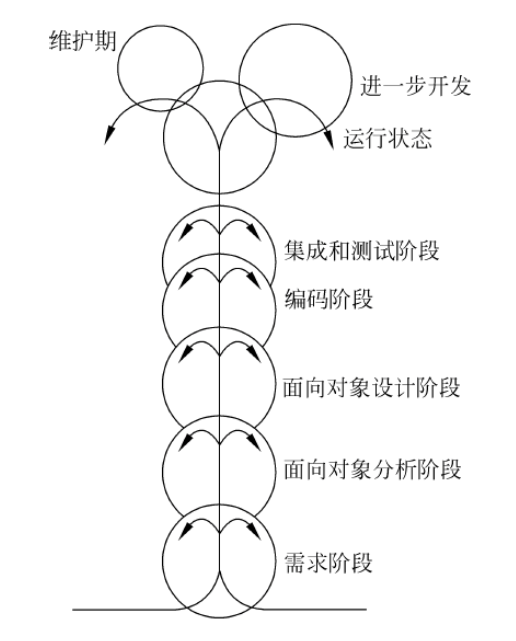 维护期
进一步开发
运行状态
集成和测试阶段
编码阶段
面向对象设计阶段
面向对象分析阶段
需求阶段